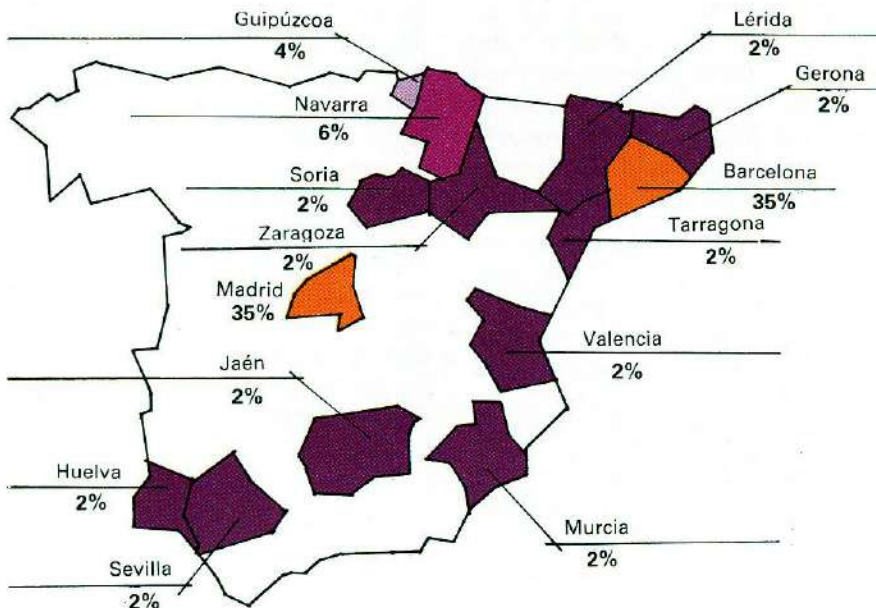 Guipúzcoa
4%
Lérida
2%
Gerona
2%
Navarra
6%
Soria
2%
Barcelona
35%
Zaragoza
2%
Tarragona
2%
Madrid
35%
Valencia
2%
Jaén
2%
Huelva
2%
Murcia
2%
Sevilla
2%